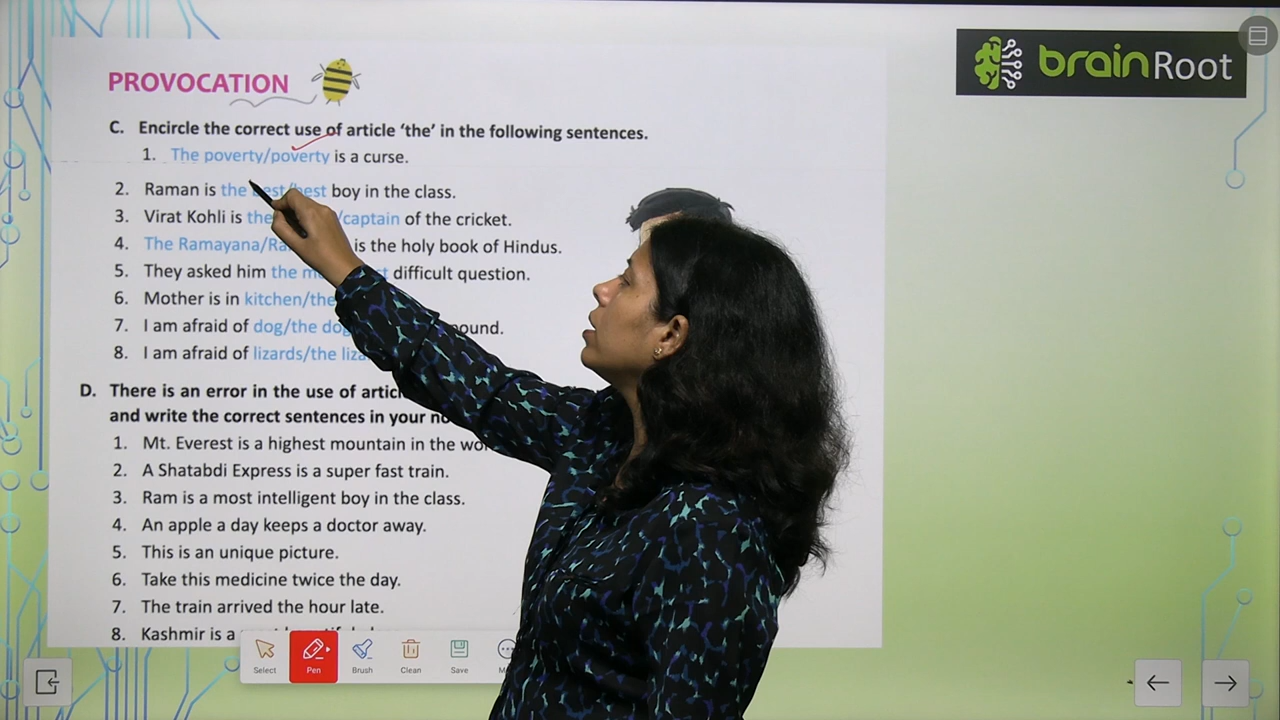 brainRoot
PROVOCATION
C. Encircle the correct use of article ‘the’ in the following sentences.
1. The poverty/poverty is a curse.
2. Raman is the best/best boy in the class.
3. Virat Kohli is the /captain of the cricket.
4. The Ramayana/ is the holy book of Hindus.
5. They asked him the difficult question.
6. Mother is in kitchen/the
7. I am afraid of dog/the dog
8. I am afraid of lizards/the
D. There is an error in the use of
and write the correct sentences in your
1. Mt. Everest is a highest mountain in the
2. A Shatabdi Express is a super fast train.
3. Ram is a most intelligent boy in the class.
4. An apple a day keeps a doctor away.
5. This is an unique picture.
6. Take this medicine twice the day.
7. The train arrived the hour late.
8. Kashmir is a
Select Pen Brush Clean Save